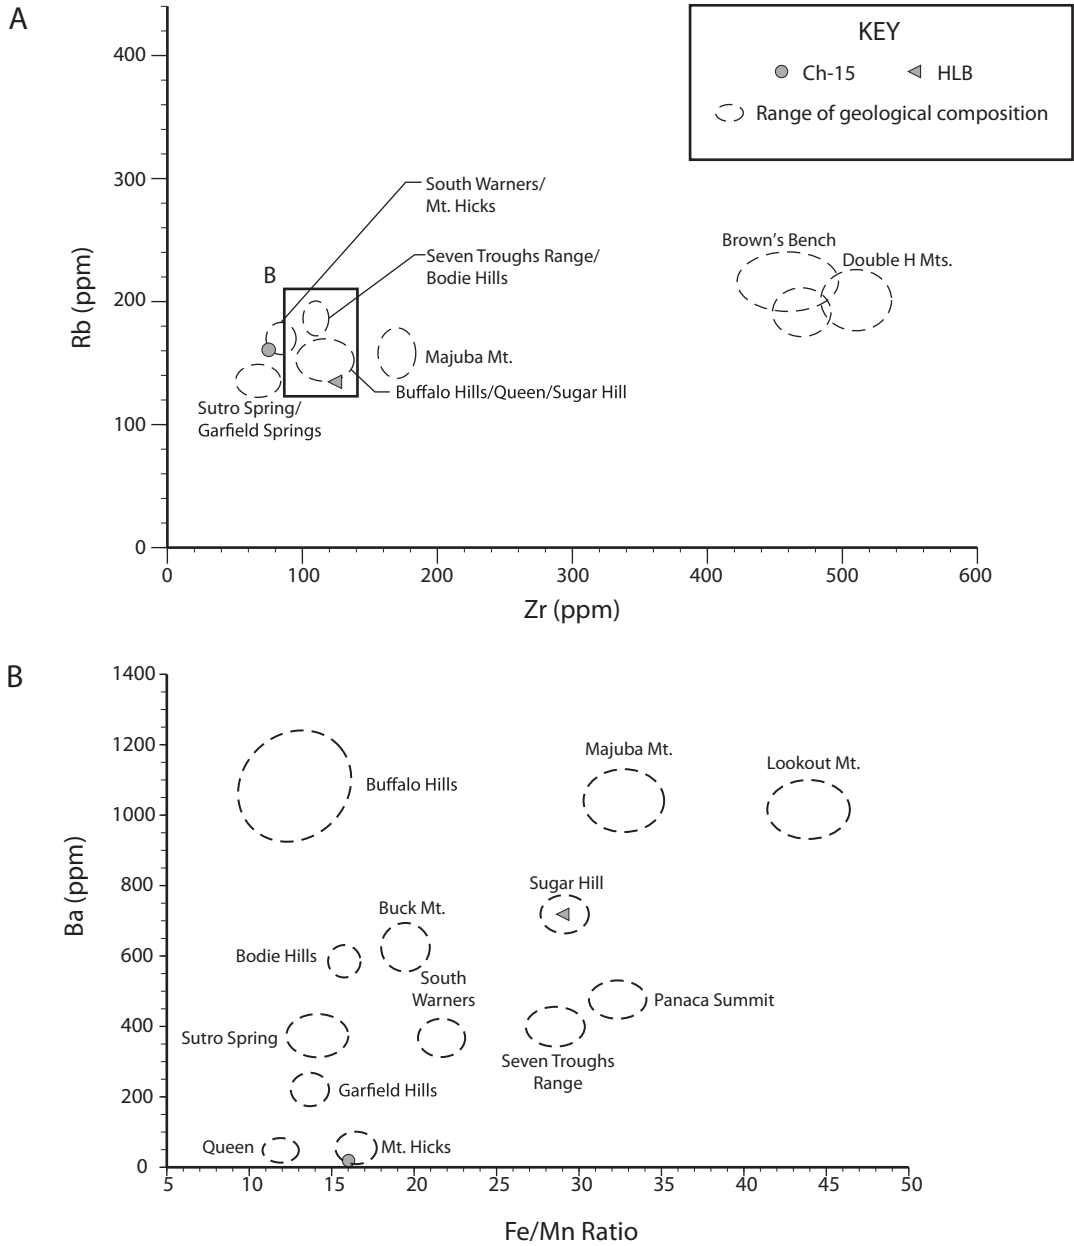 A
KEY
Ch-15
HLB
Range of geological composition
400
300
200
100
0
Rb (ppm)
South Warners/
Mt. Hicks
Seven Troughs Range/
Bodie Hills
B
Majuba Mt.
Buffalo Hills/Queen/Sugar Hill
Sutro Spring/
Garfield Springs
Brown's Bench
Double H Mts.
0
100
200
300
400
500
600
Zr (ppm)
B
1400
1200
1000
800
600
400
200
0
Ba (ppm)
Buffalo Hills
Majuba Mt.
Lookout Mt.
Sugar Hill
Buck Mt.
Bodie Hills
South
Warners
Panaca Summit
Sutro Spring
Seven Troughs
Range
Garfield Hills
Queen
Mt. Hicks
5
10
15
20
25
30
35
40
45
50
Fe/Mn Ratio